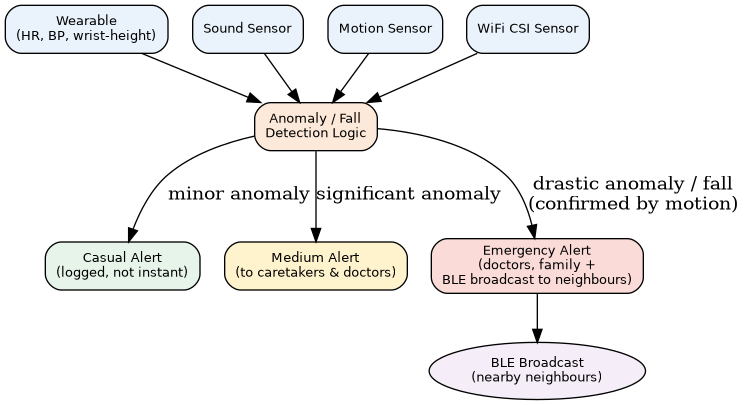 Wearable
(HR, BP, wrist-height)
Sound Sensor
Motion Sensor
WiFi CSI Sensor
Anomaly / Fall
Detection Logic
minor anomaly
significant anomaly
drastic anomaly / fall
(confirmed by motion)
Casual Alert
(logged, not instant)
Medium Alert
(to caretakers & doctors)
Emergency Alert
(doctors, family +
BLE broadcast to neighbours)
BLE Broadcast
(nearby neighbours)